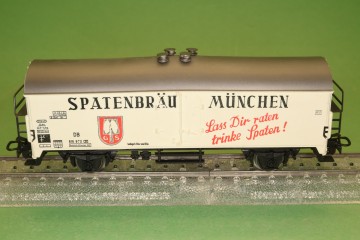 SPATENBRÄU MÜNCHEN
Lass Dir raten
trinke Spaten!
DB